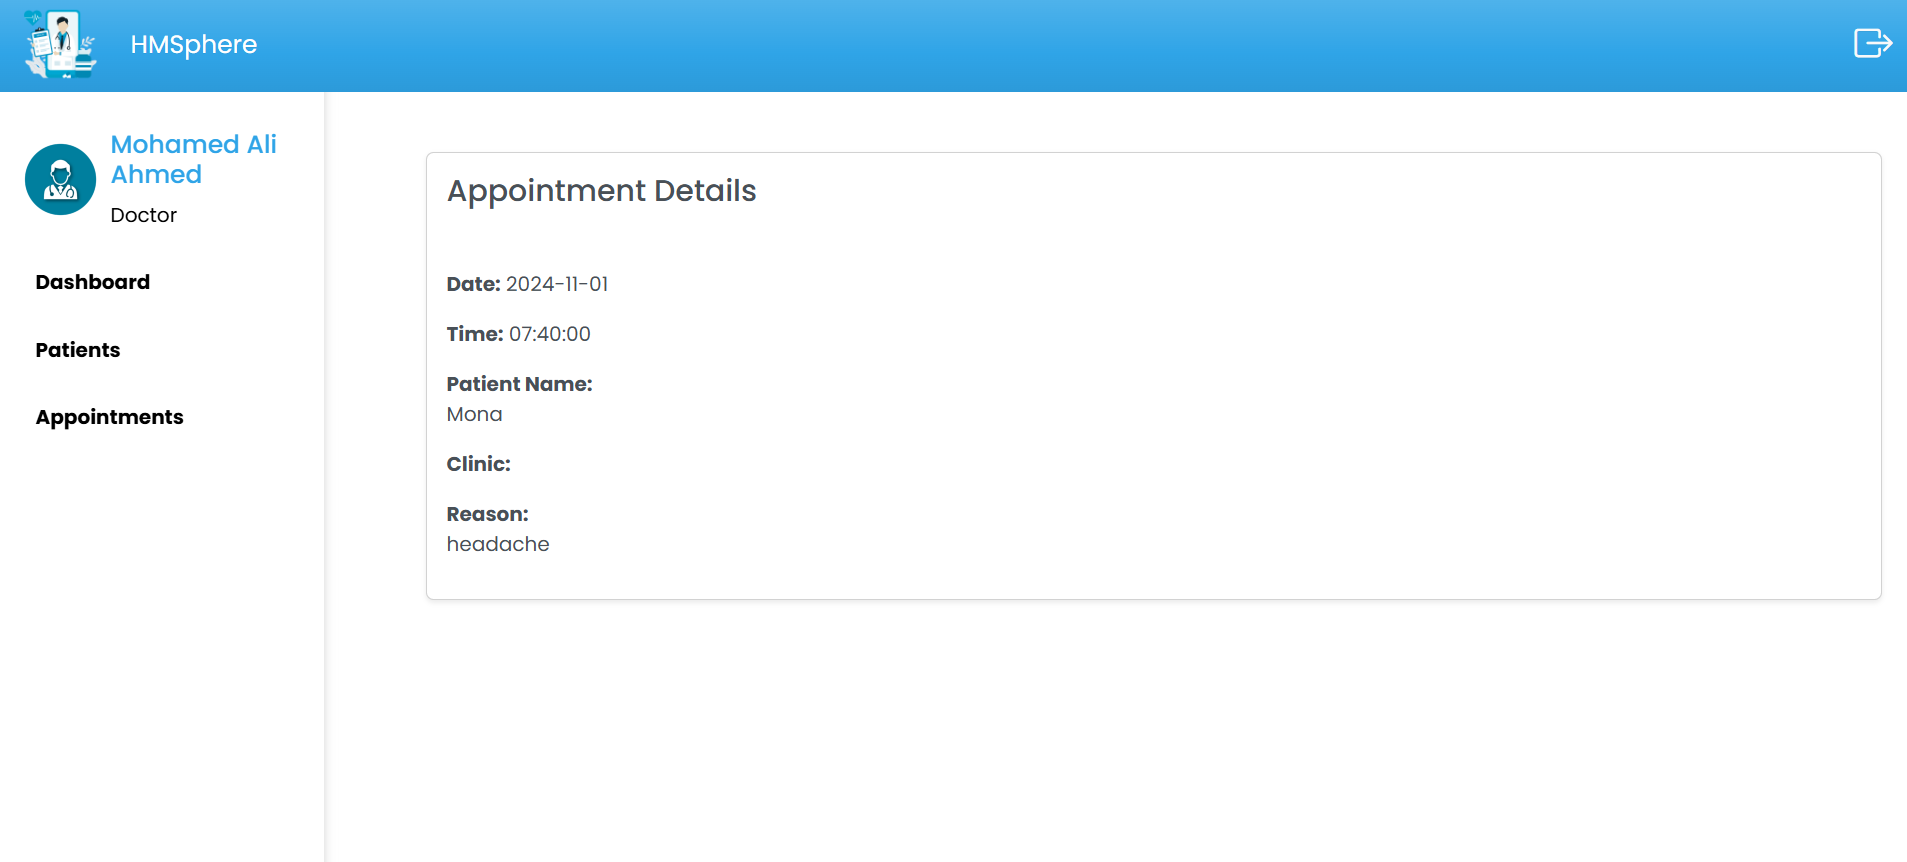 HMSphere
Mohamed Ali
Ahmed
Doctor
Dashboard
Patients
Appointments
Appointment Details
Date: 2024-11-01
Time: 07:40:00
Patient Name:
Mona
Clinic:
Reason:
headache